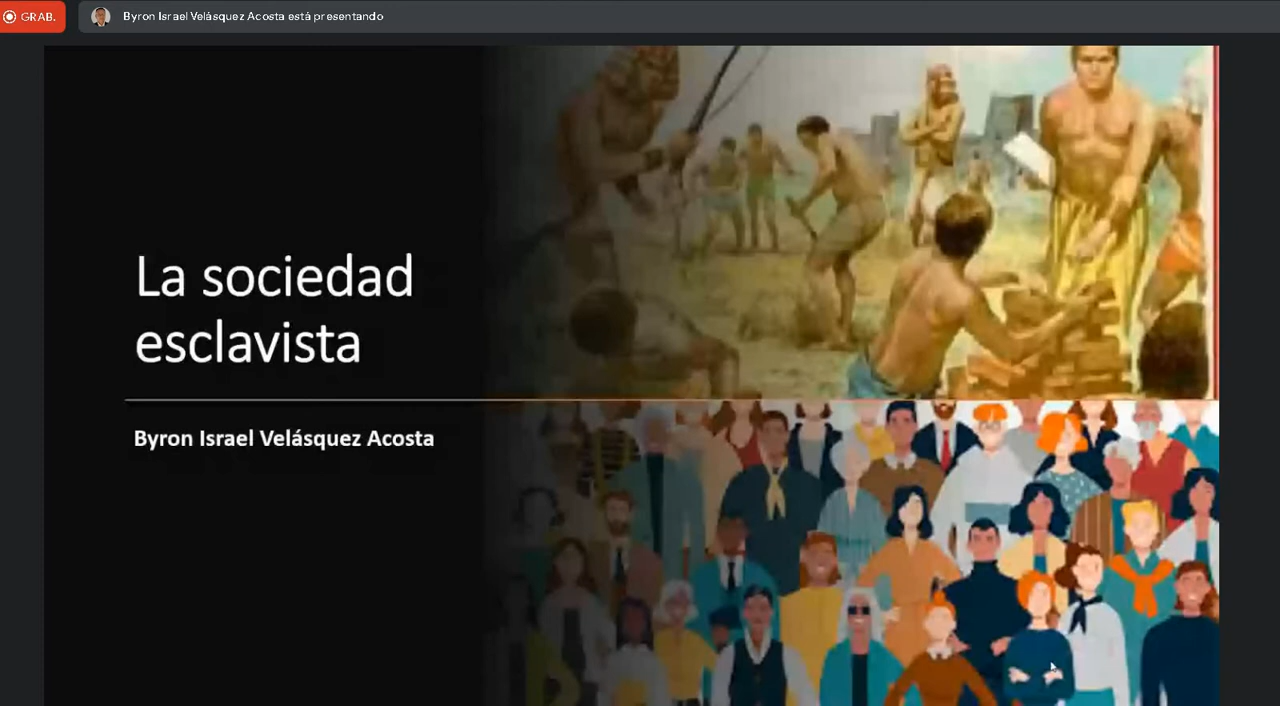 GRAB.
Byron Israel Velásquez Acosta está presentando
La sociedad
esclavista
Byron Israel Velásquez Acosta